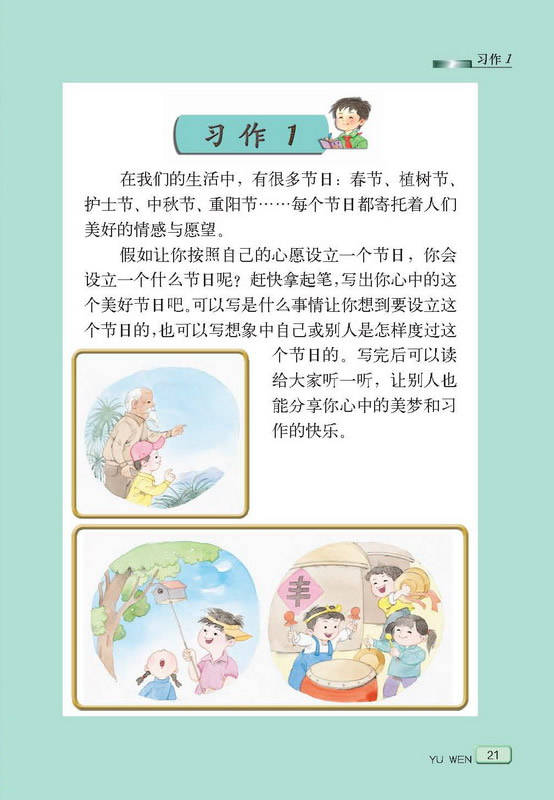 习作1
习作1
在我们的生活中，有很多节日：春节、植树节、
护士节、中秋节、重阳节……每个节日都寄托着人们
美好的情感与愿望。
假如让你按照自己的心愿设立一个节日，你会
设立一个什么节日呢？赶快拿起笔，写出你心中的这
个美好节日吧。可以写是什么事情让你想到要设立这
个节日的，也可以写想象中自己或别人是怎样度过这
个节日的。写完后可以读
给大家听一听，让别人也
能分享你心中的美梦和习
作的快乐。
丰
YU WEN 21